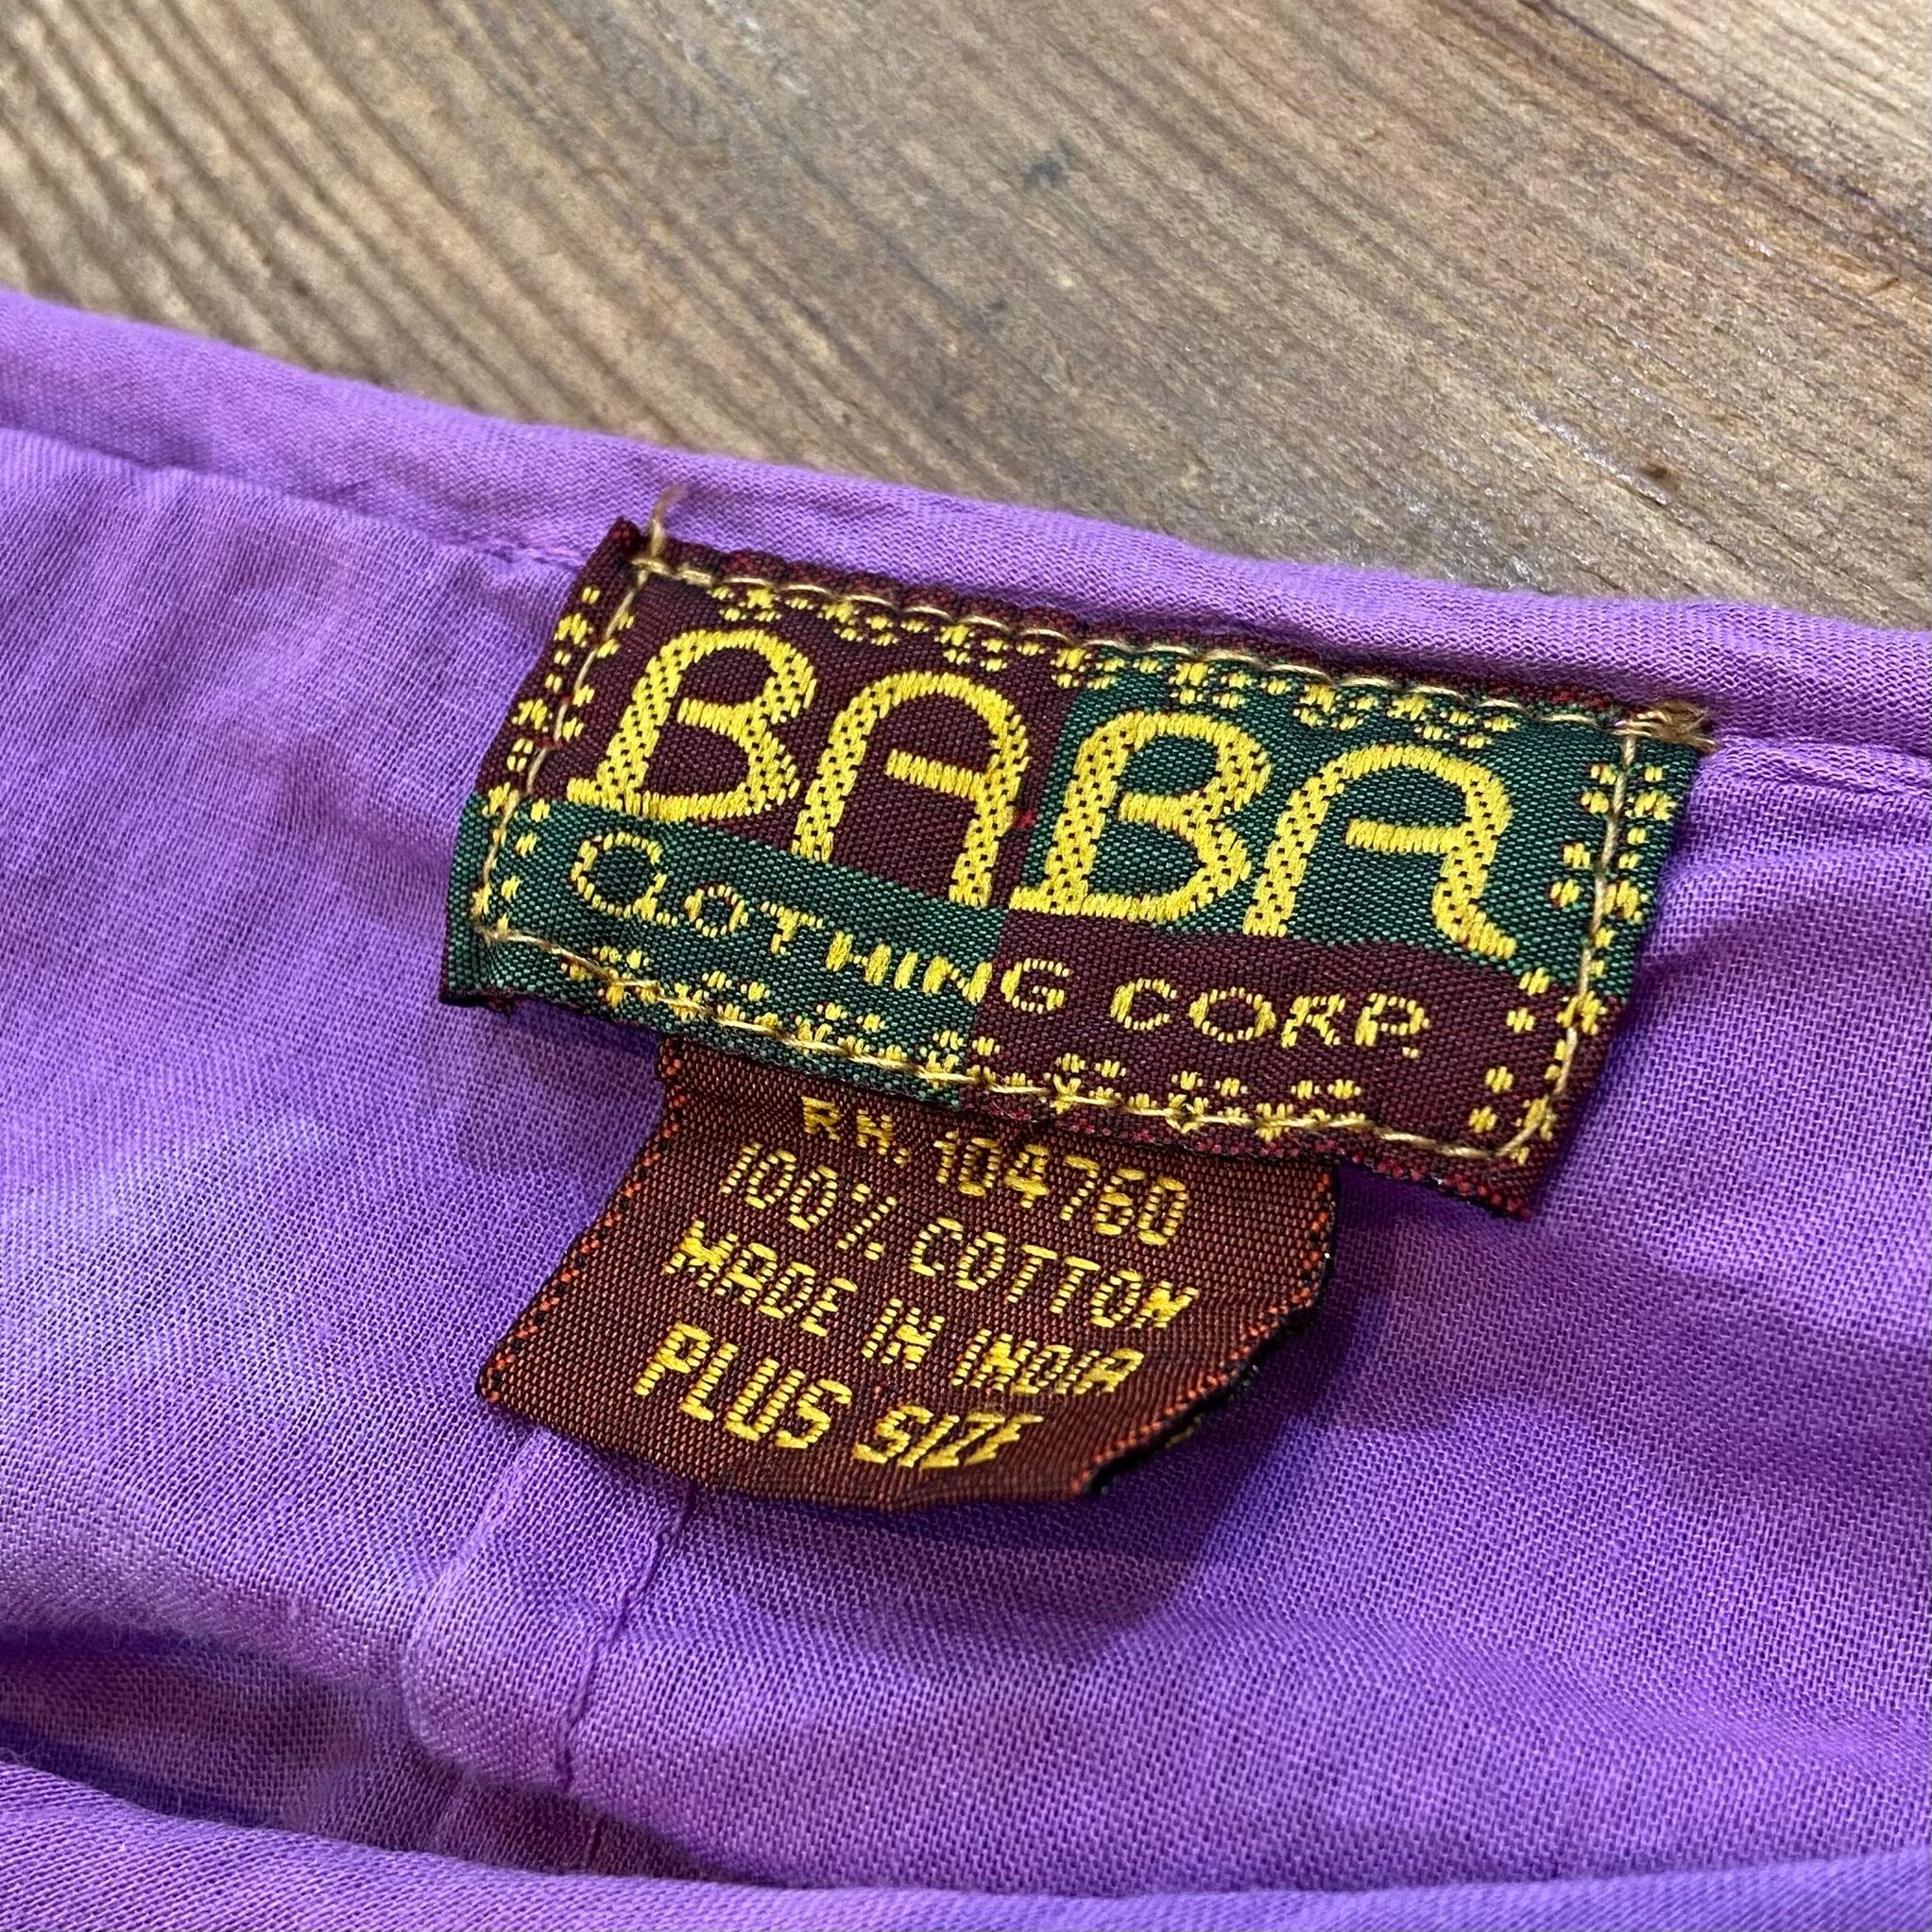 BABA
CLOTHING CORP.
RN. 104760
100% COTTON
MADE IN INDIA
PLUS SIZE